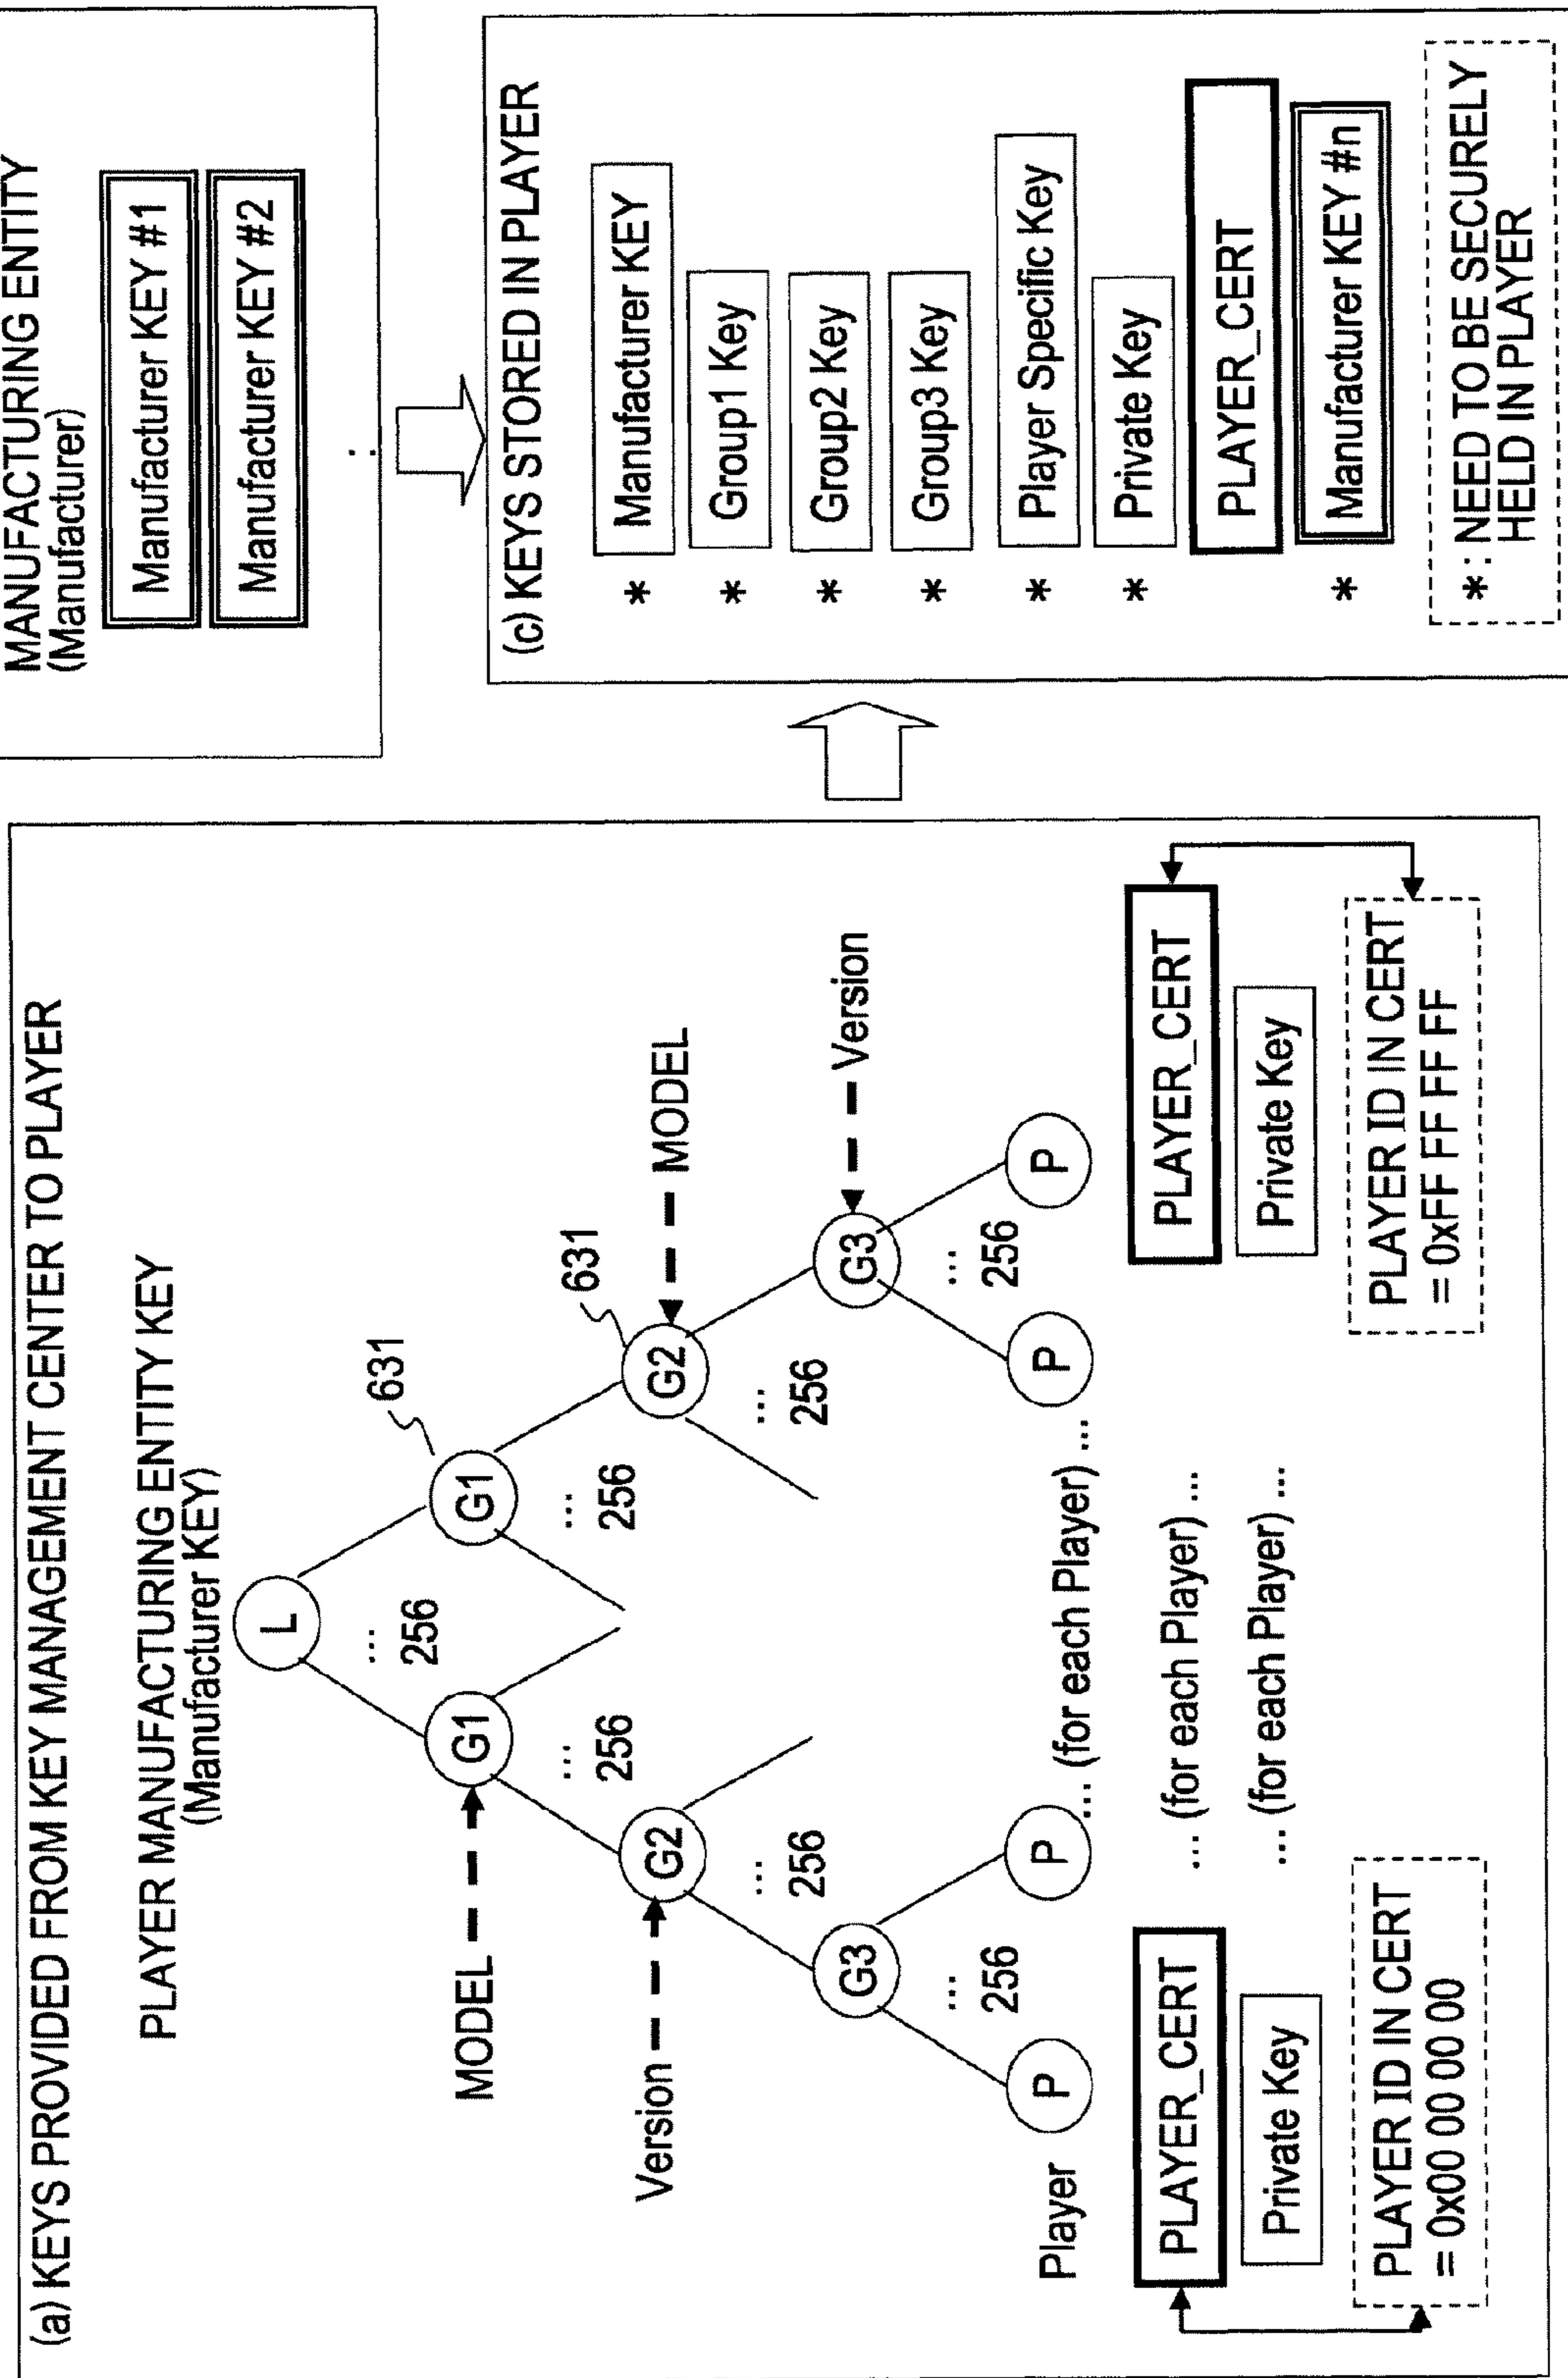 (a) KEYS PROVIDED FROM KEY MANAGEMENT CENTER TO PLAYER
PLAYER MANUFACTURING ENTITY KEY
(Manufacturer KEY)
L
...
256
631
MODEL
G1
G1
...
256
...
256
631
Version
G2
G2
MODEL
...
256
...
256
G3
G3
Version
...
256
...
256
Player
P
P
... (for each Player) ...
P
P
PLAYER_CERT
... (for each Player) ...
PLAYER_CERT
Private Key
... (for each Player) ...
Private Key
PLAYER ID IN CERT
= 0x00 00 00 00
PLAYER ID IN CERT
= 0xFF FF FF FF
MANUFACTURING ENTITY
(Manufacturer)
Manufacturer KEY #1
Manufacturer KEY #2
:
(c) KEYS STORED IN PLAYER
* Manufacturer KEY
* Group1 Key
* Group2 Key
* Group3 Key
* Player Specific Key
* Private Key
PLAYER_CERT
* Manufacturer KEY #n
*: NEED TO BE SECURELY
HELD IN PLAYER